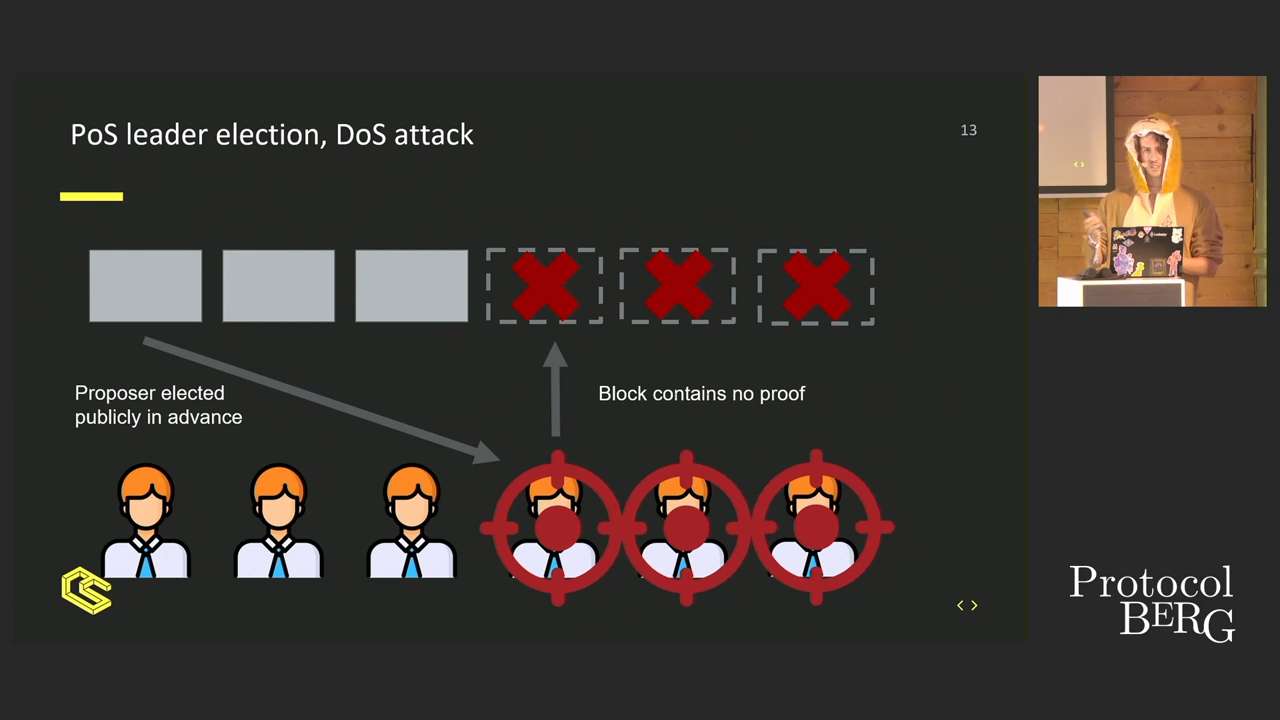 PoS leader election, DoS attack
13
Proposer elected
publicly in advance
Block contains no proof
Protocol
BERG